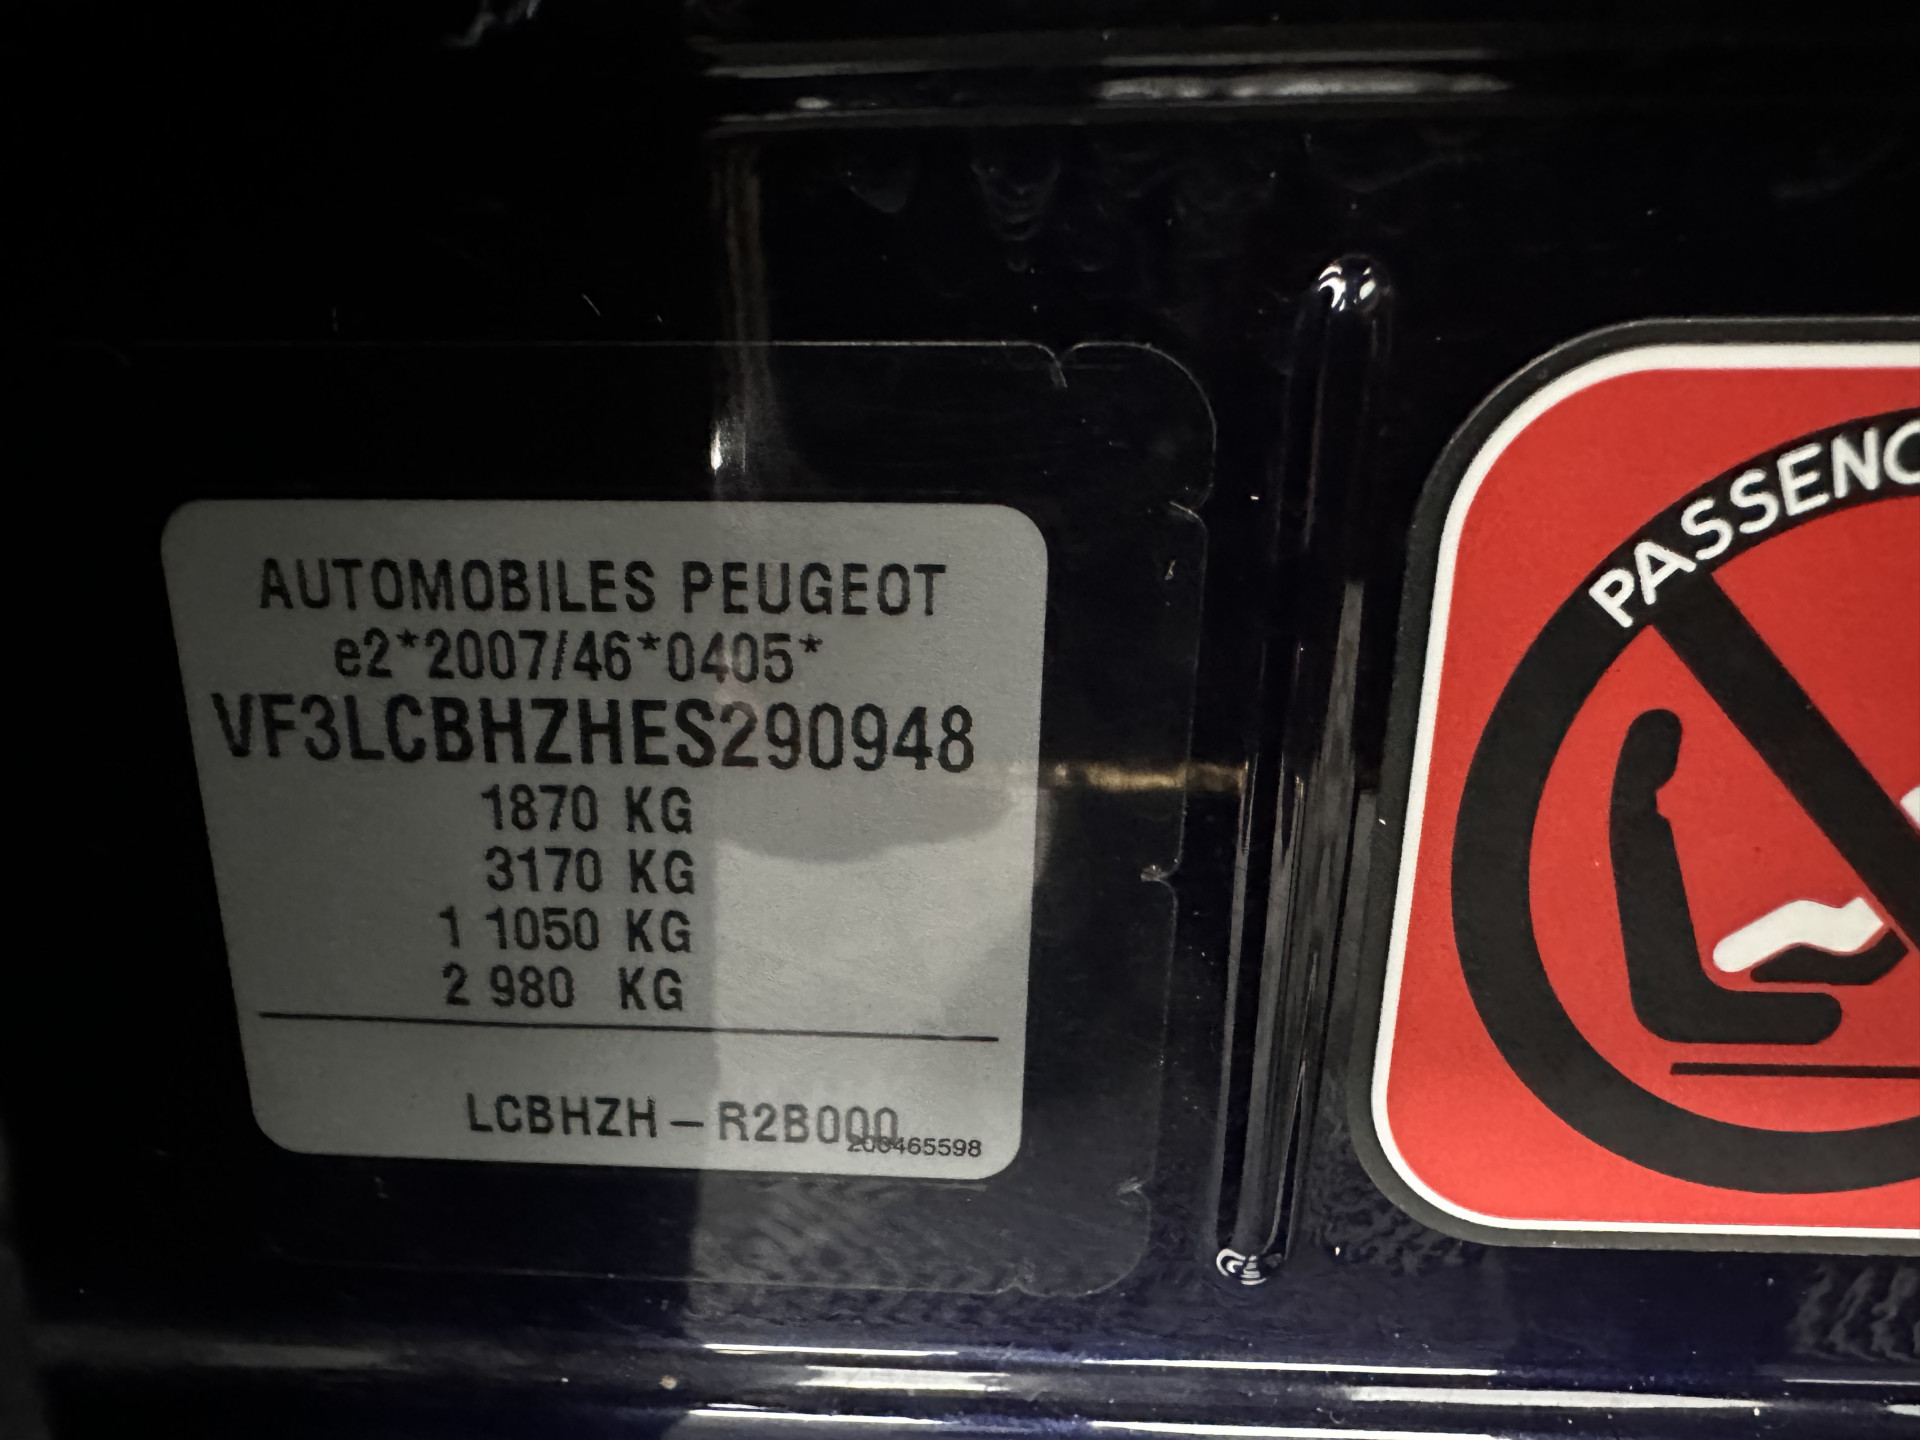 AUTOMOBILES PEUGEOT
e2*2007/46*0405*
VF3LCBHZHES290948
1870 KG
3170 KG
1 1050 KG
2 980 KG
LCBHZH – R2B000
200465598
PASSENG